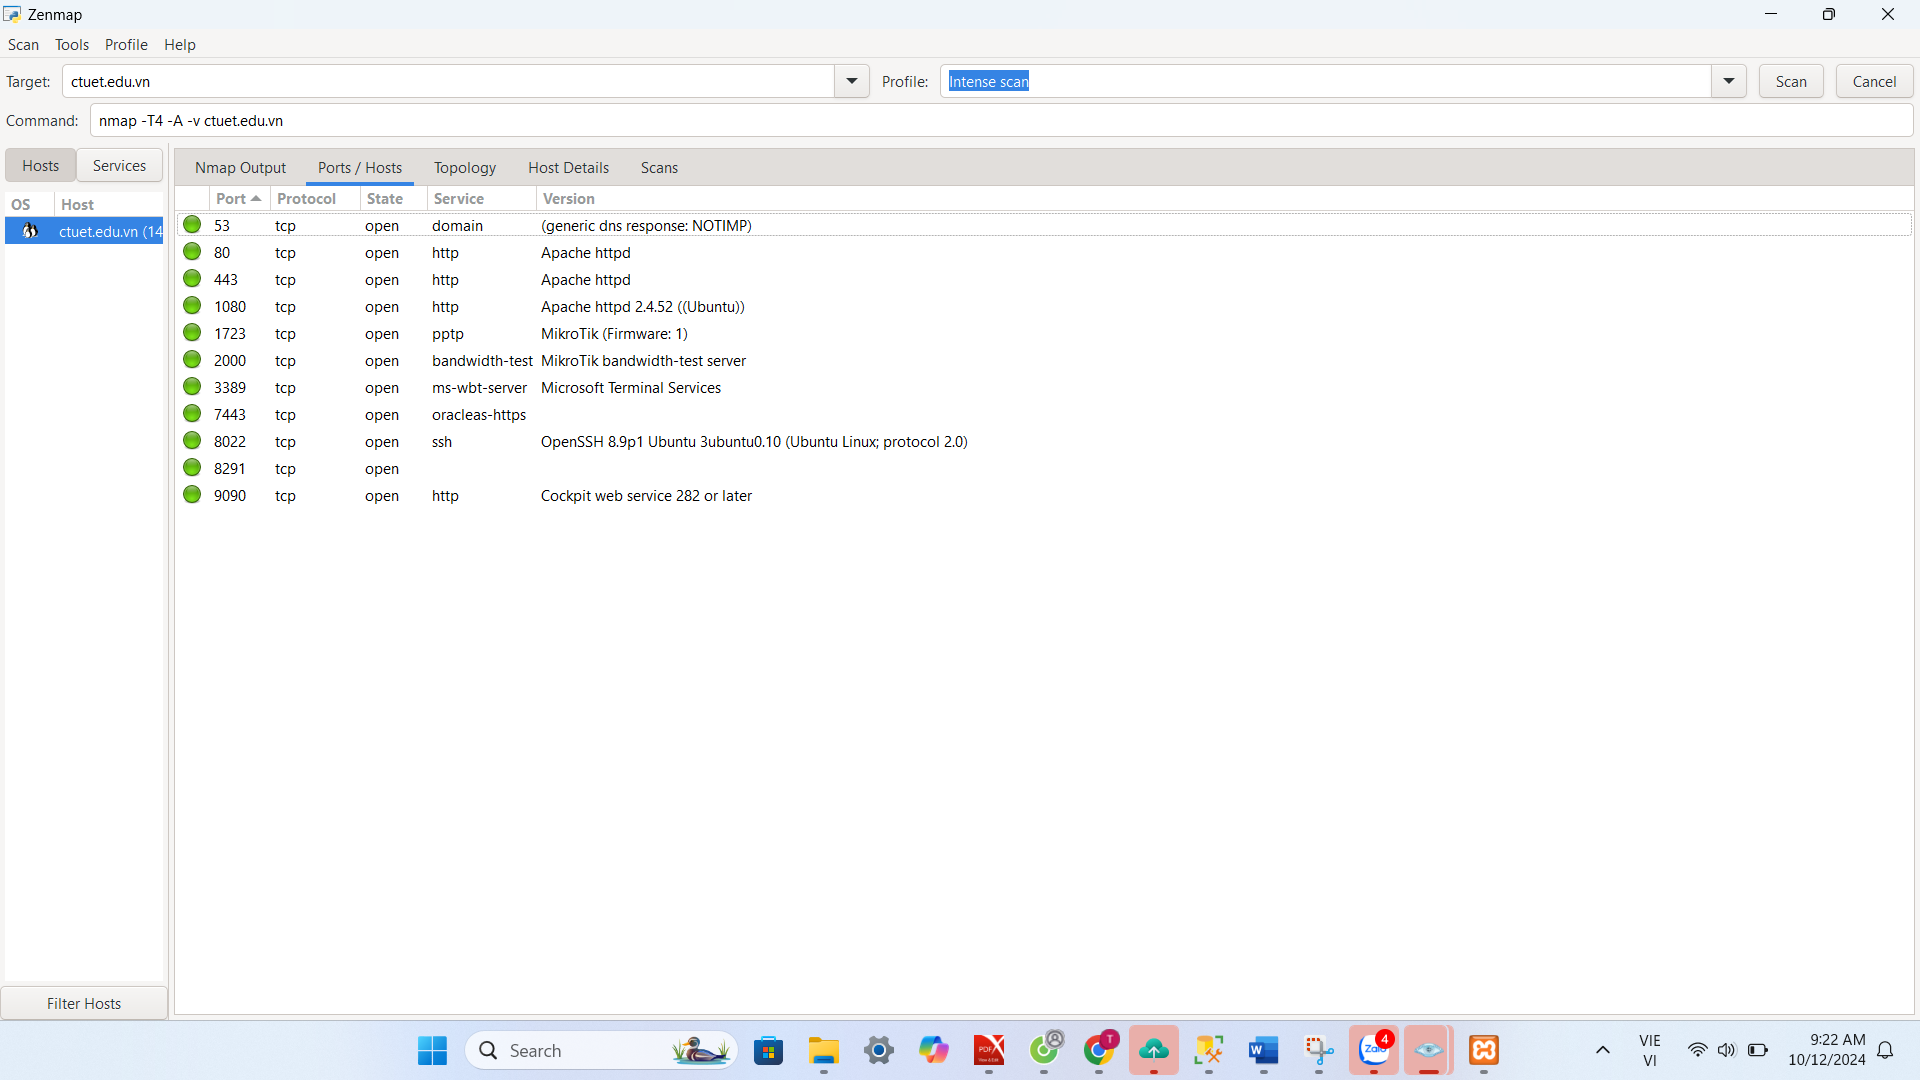 Zenmap
Scan Tools Profile Help
Target: ctuet.edu.vn Profile: Intense scan Scan Cancel
Command: nmap -T4 -A -v ctuet.edu.vn
Hosts Services Nmap Output Ports / Hosts Topology Host Details Scans
OS Host Port Protocol State Service Version
ctuet.edu.vn (14
53 tcp open domain (generic dns response: NOTIMP)
80 tcp open http Apache httpd
443 tcp open http Apache httpd
1080 tcp open http Apache httpd 2.4.52 ((Ubuntu))
1723 tcp open pptp MikroTik (Firmware: 1)
2000 tcp open bandwidth-test MikroTik bandwidth-test server
3389 tcp open ms-wbt-server Microsoft Terminal Services
7443 tcp open oracleas-https
8022 tcp open ssh OpenSSH 8.9p1 Ubuntu 3ubuntu0.10 (Ubuntu Linux; protocol 2.0)
8291 tcp open
9090 tcp open http Cockpit web service 282 or later
Filter Hosts
Search
PDFX
T
W
Zalo
4
VIE
VI
9:22 AM
10/12/2024